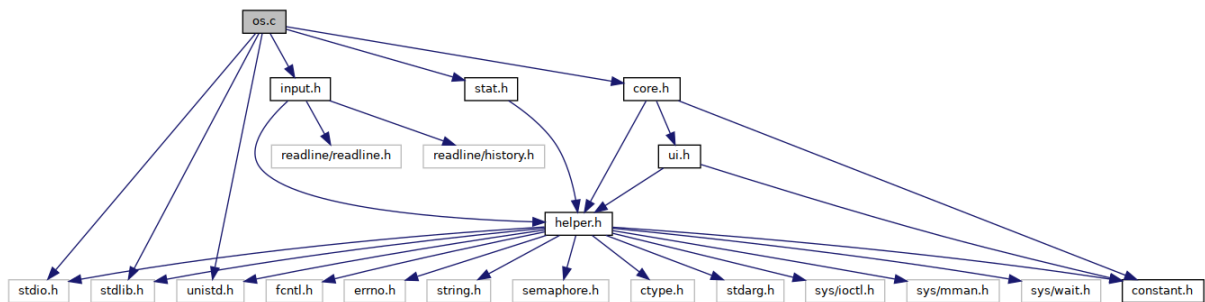 os.c
input.h
stat.h
core.h
readline/readline.h
readline/history.h
ui.h
helper.h
stdio.h
stdlib.h
unistd.h
fcntl.h
errno.h
string.h
semaphore.h
ctype.h
stdarg.h
sys/ioctl.h
sys/mman.h
sys/wait.h
constant.h